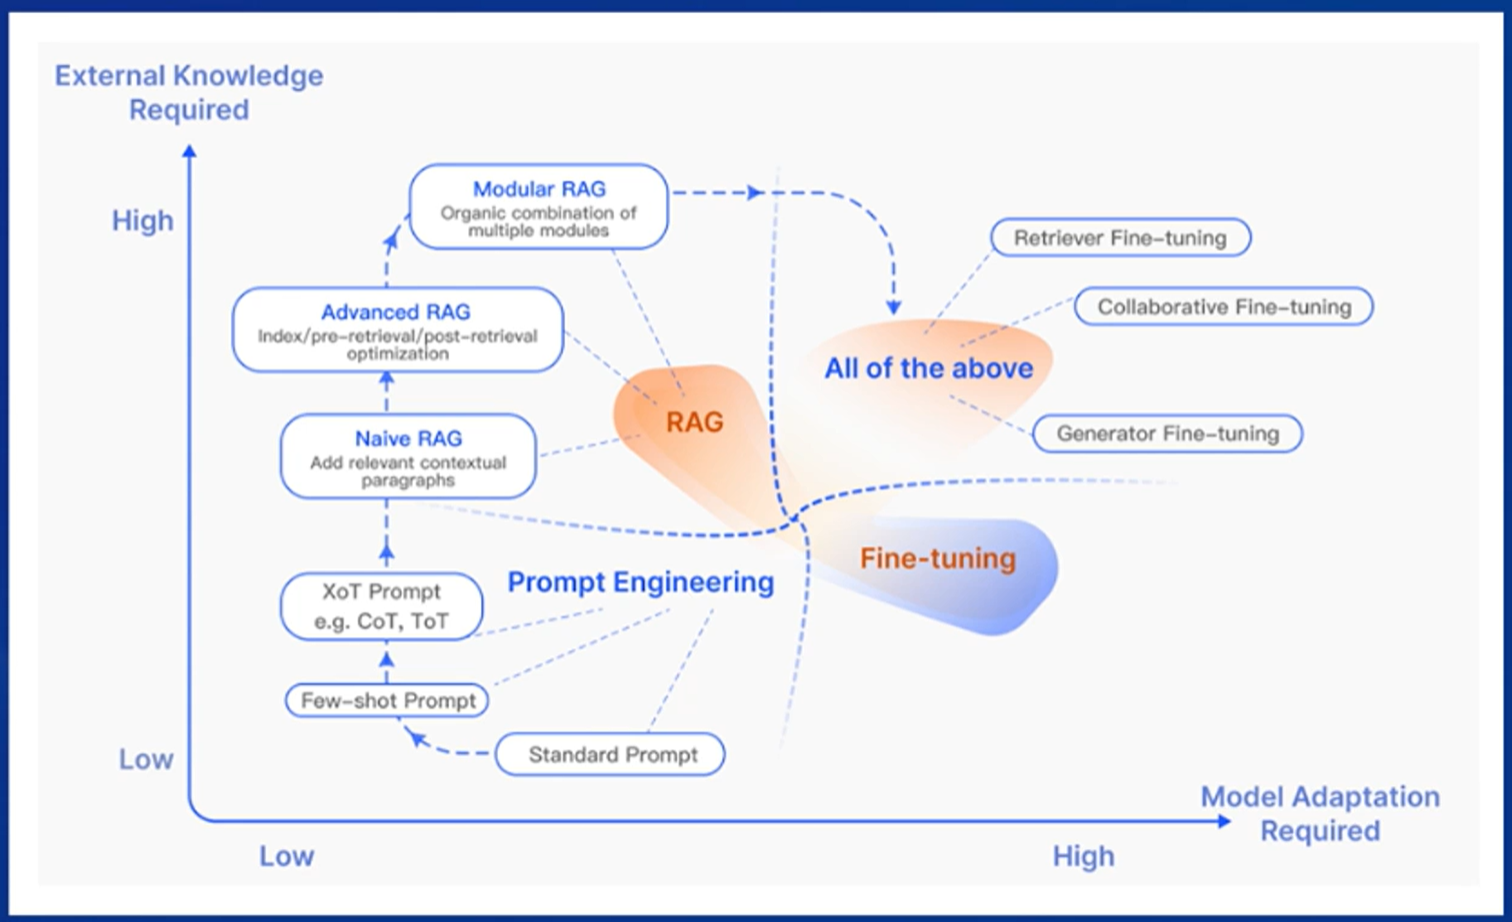 External Knowledge
Required
High
Modular RAG
Organic combination of
multiple modules
Retriever Fine-tuning
Advanced RAG
Index/pre-retrieval/post-retrieval
optimization
Collaborative Fine-tuning
All of the above
RAG
Naive RAG
Add relevant contextual
paragraphs
Generator Fine-tuning
Fine-tuning
Prompt Engineering
XoT Prompt
e.g. CoT, ToT
Few-shot Prompt
Standard Prompt
Low
Model Adaptation
Required
Low
High